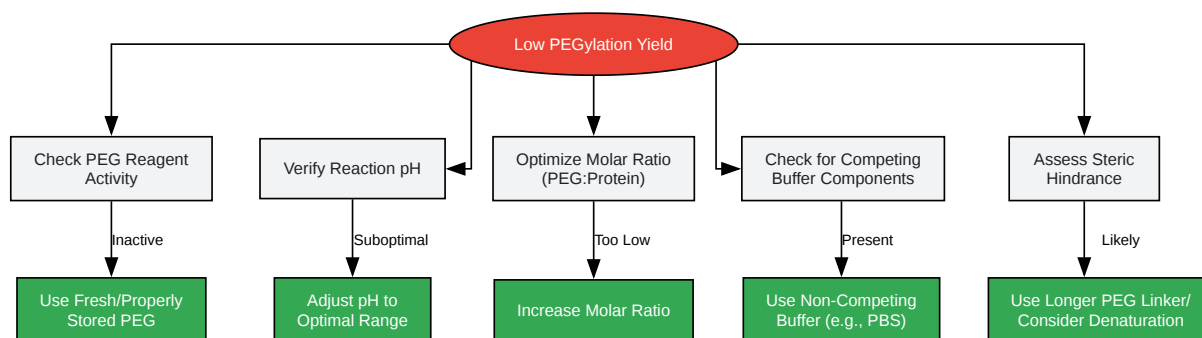 Low PEGylation Yield
Check PEG Reagent
Activity
Verify Reaction pH
Optimize Molar Ratio
(PEG:Protein)
Check for Competing
Buffer Components
Assess Steric
Hindrance
Inactive
Suboptimal
Too Low
Present
Likely
Use Fresh/Properly
Stored PEG
Adjust pH to
Optimal Range
Increase Molar Ratio
Use Non-Competing
Buffer (e.g., PBS)
Use Longer PEG Linker/
Consider Denaturation